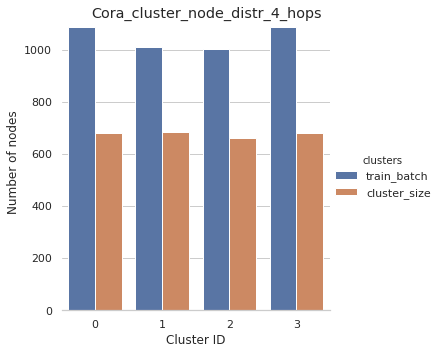 Cora_cluster_node_distr_4_hops
1000
800
600
400
200
0
Number of nodes
0 1 2 3
Cluster ID
clusters
train_batch
cluster_size